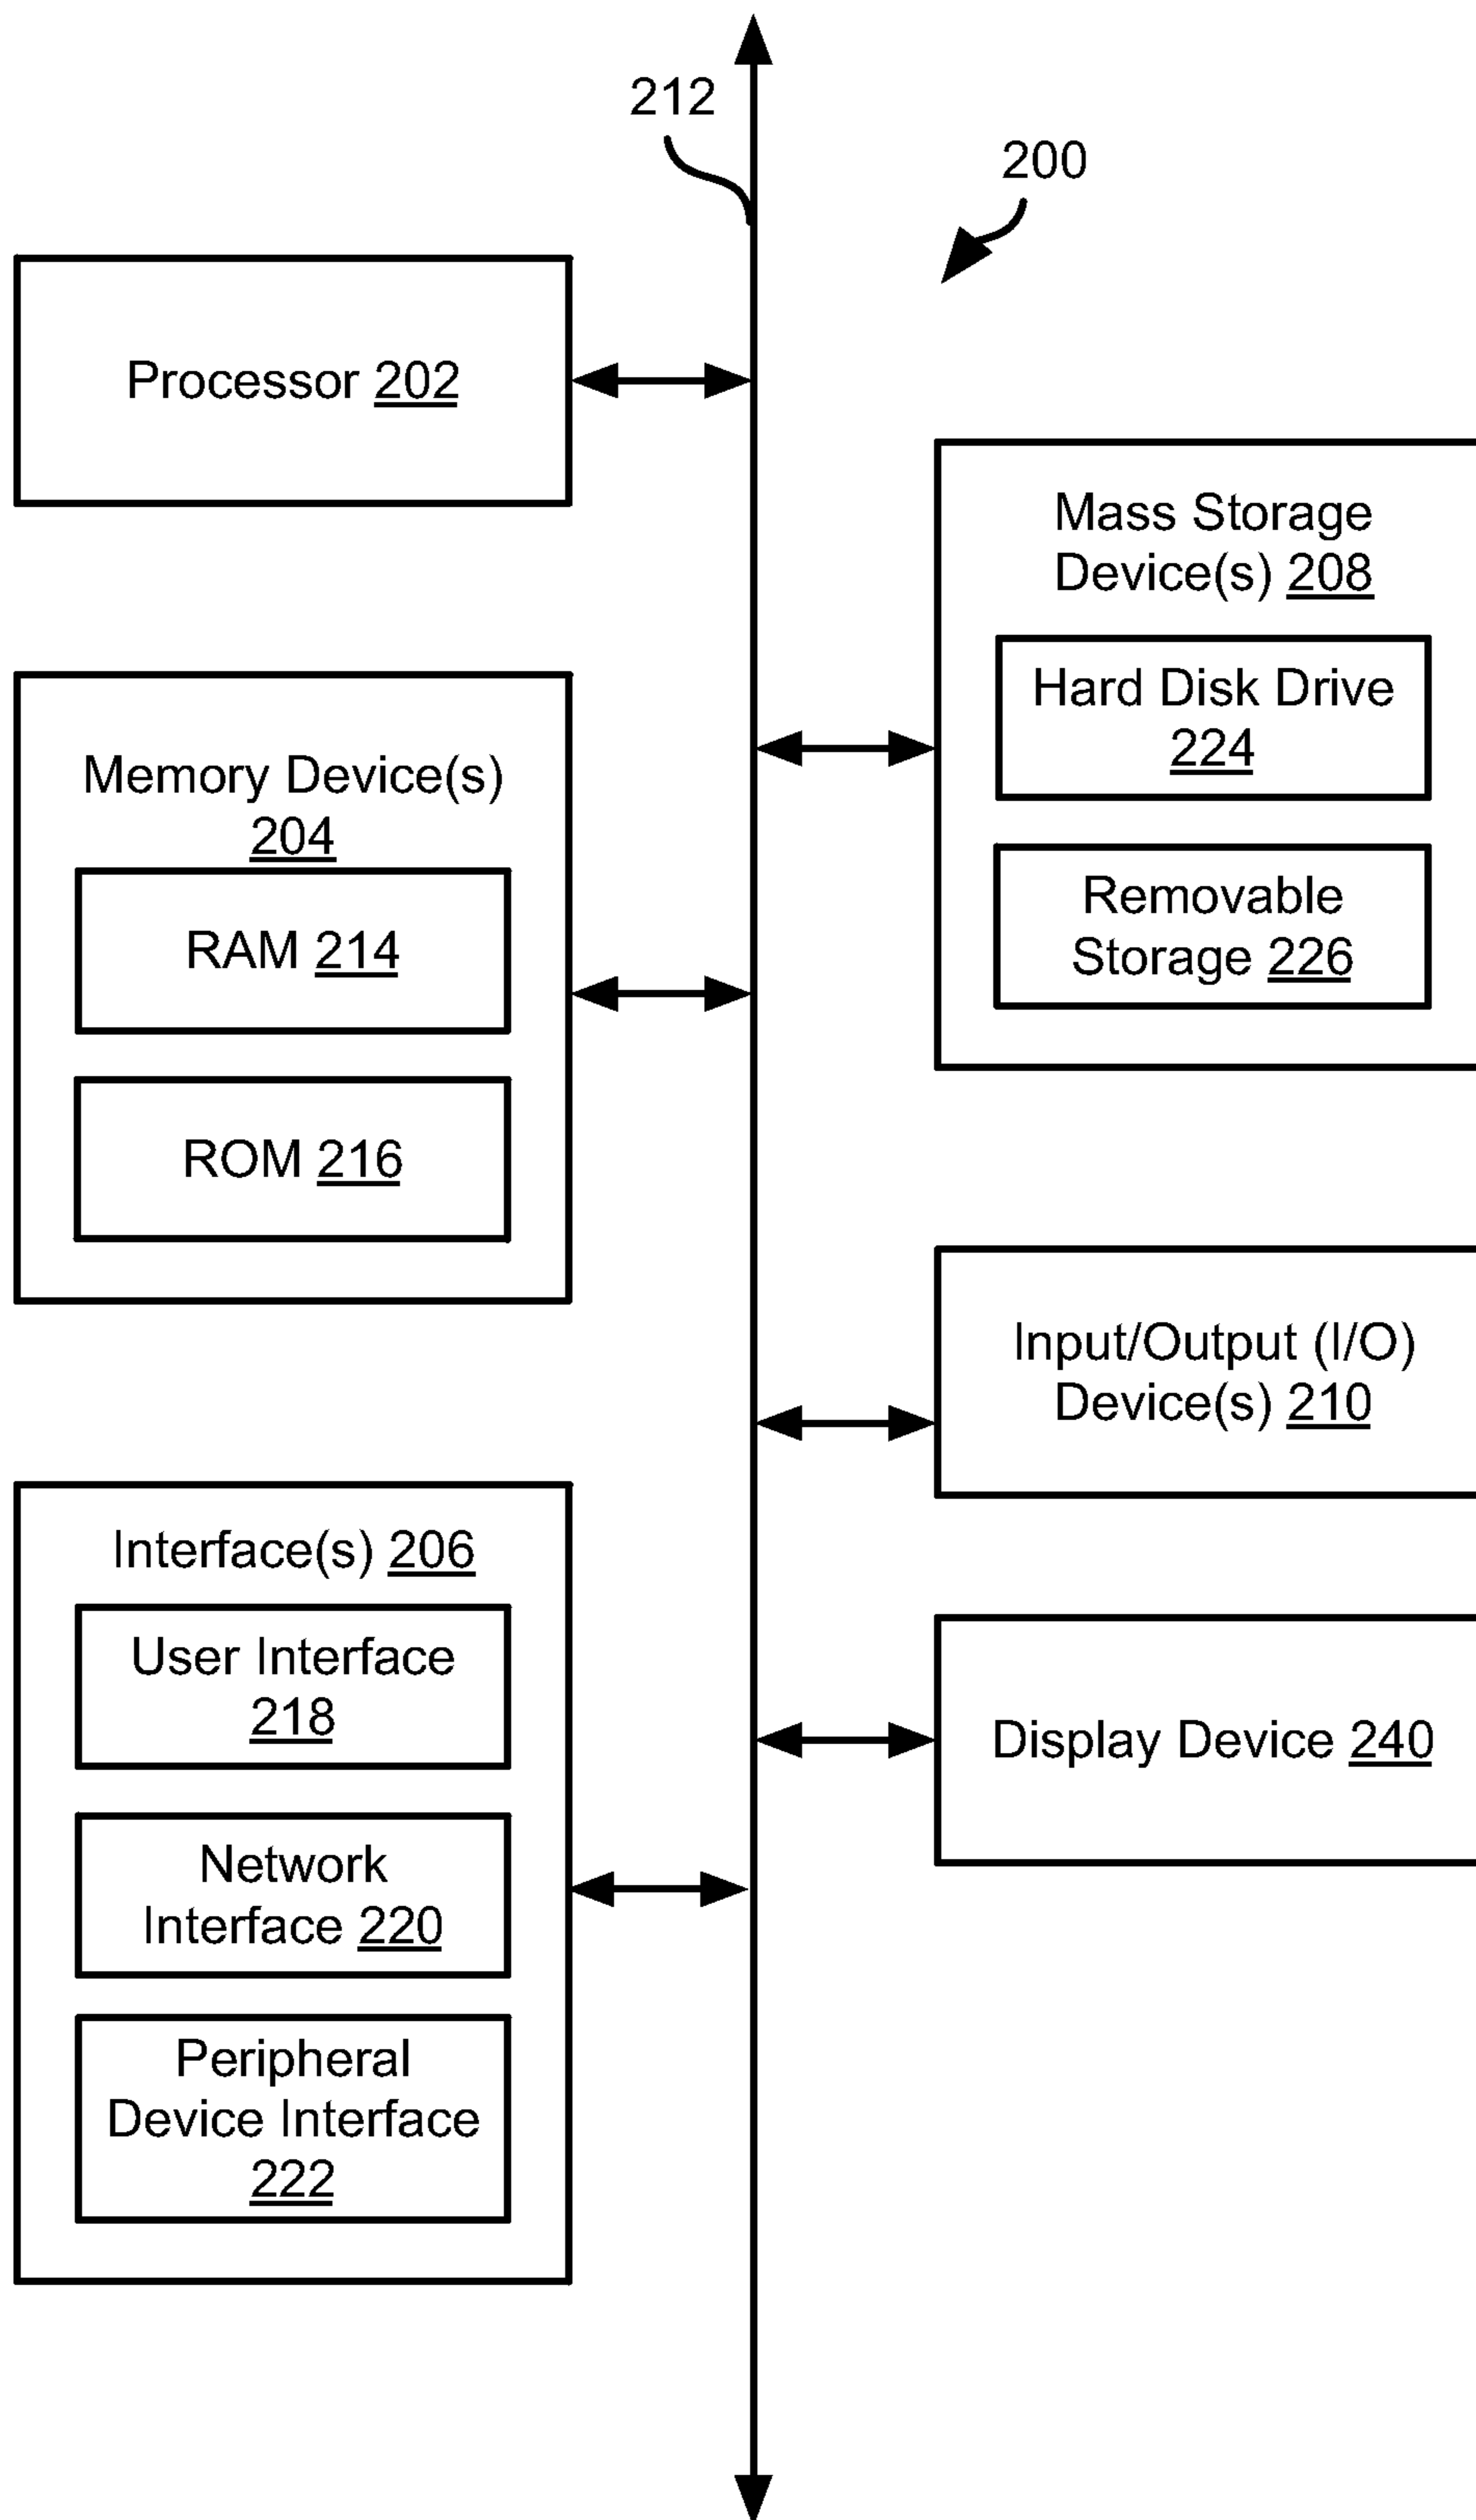 212
200
Processor 202
Mass Storage
Device(s) 208
Hard Disk Drive
224
Removable
Storage 226
Memory Device(s)
204
RAM 214
ROM 216
Input/Output (I/O)
Device(s) 210
Interface(s) 206
User Interface
218
Network
Interface 220
Peripheral
Device Interface
222
Display Device 240